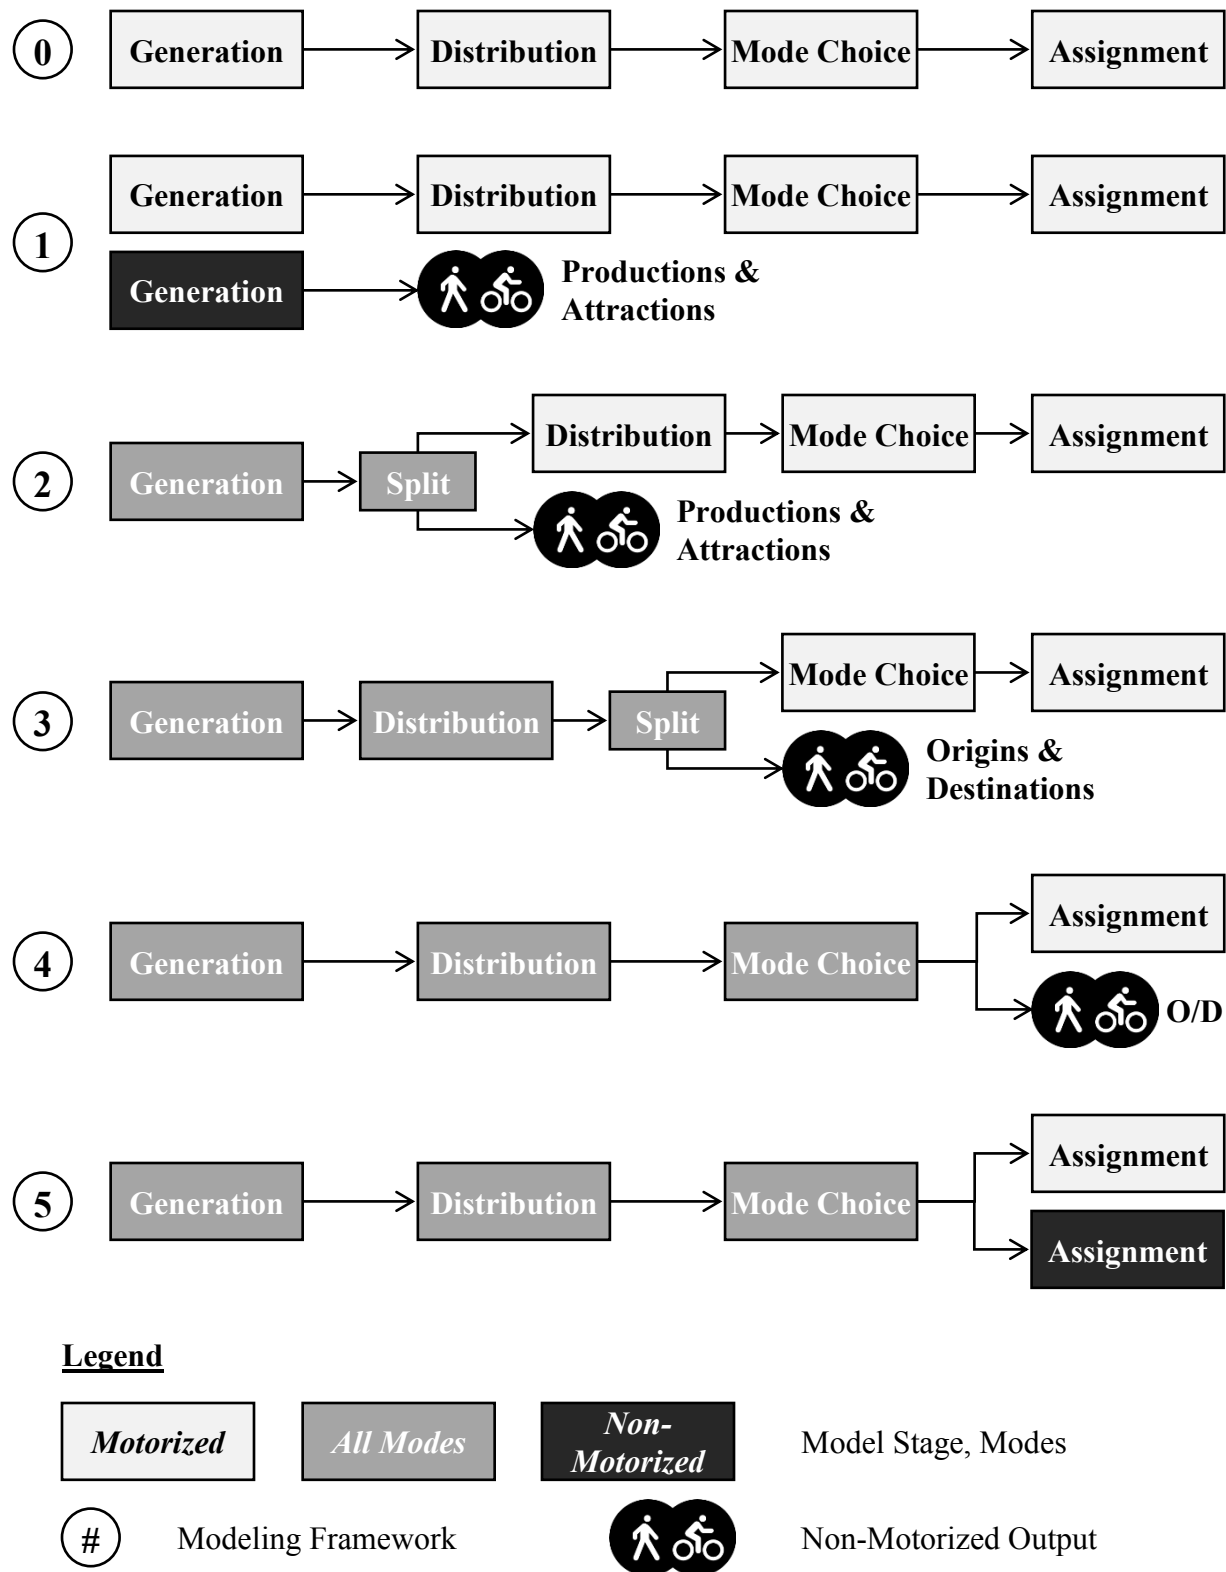 0 Generation Distribution Mode Choice Assignment
1
Generation Distribution Mode Choice Assignment
Generation
Productions &
Attractions
2
Generation
Split
Distribution Mode Choice Assignment
Productions &
Attractions
3
Generation Distribution Split
Mode Choice Assignment
Origins &
Destinations
4
Generation Distribution Mode Choice
Assignment
O/D
5
Generation Distribution Mode Choice
Assignment
Assignment
Legend
Motorized
All Modes
Non-
Motorized
Model Stage, Modes
# Modeling Framework
Non-Motorized Output